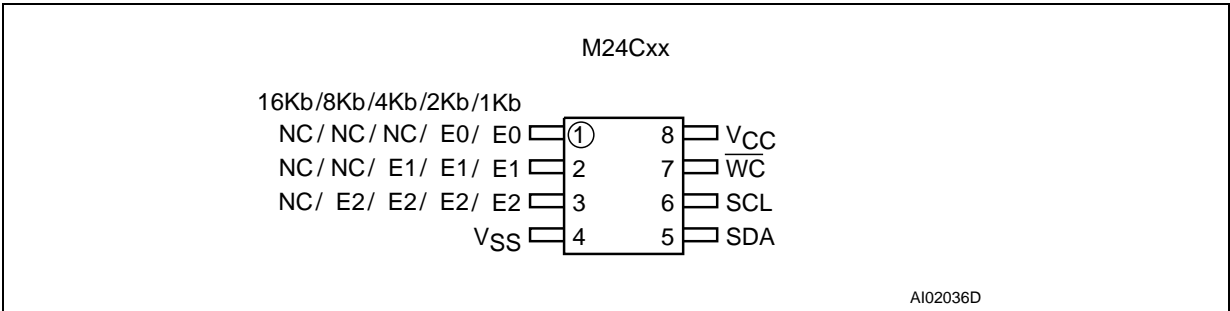 M24Cxx
16Kb/8Kb/4Kb/2Kb/1Kb
NC/ NC/ NC/ E0/ E0 1 8 VCC
NC/ NC/ E1/ E1/ E1 2 7 W̅C̅
NC/ E2/ E2/ E2/ E2 3 6 SCL
VSS 4 5 SDA
AI02036D